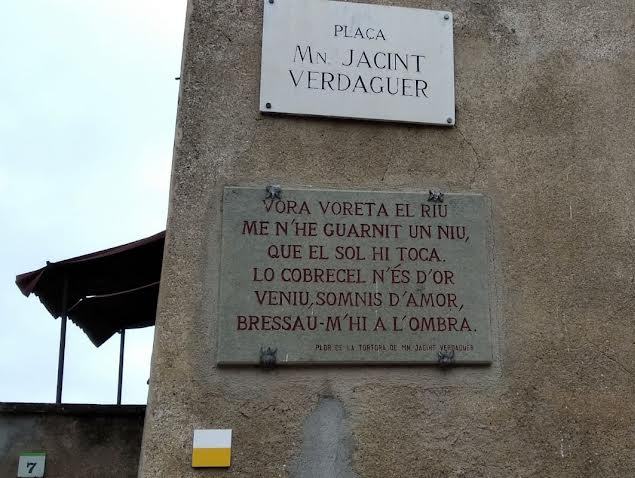 PLAÇA
MN. JACINT
VERDAGUER
VORA VORETA EL RIU
ME N'HE GUARNIT UN NIU,
QUE EL SOL HI TOCA.
LO COBRECEL N'ÉS D'OR
VENIU, SOMNIS D'AMOR,
BRESSAU-M'HI A L'OMBRA.
PLOR DE LA TORTORA DE MN. JACINT VERDAGUER
7